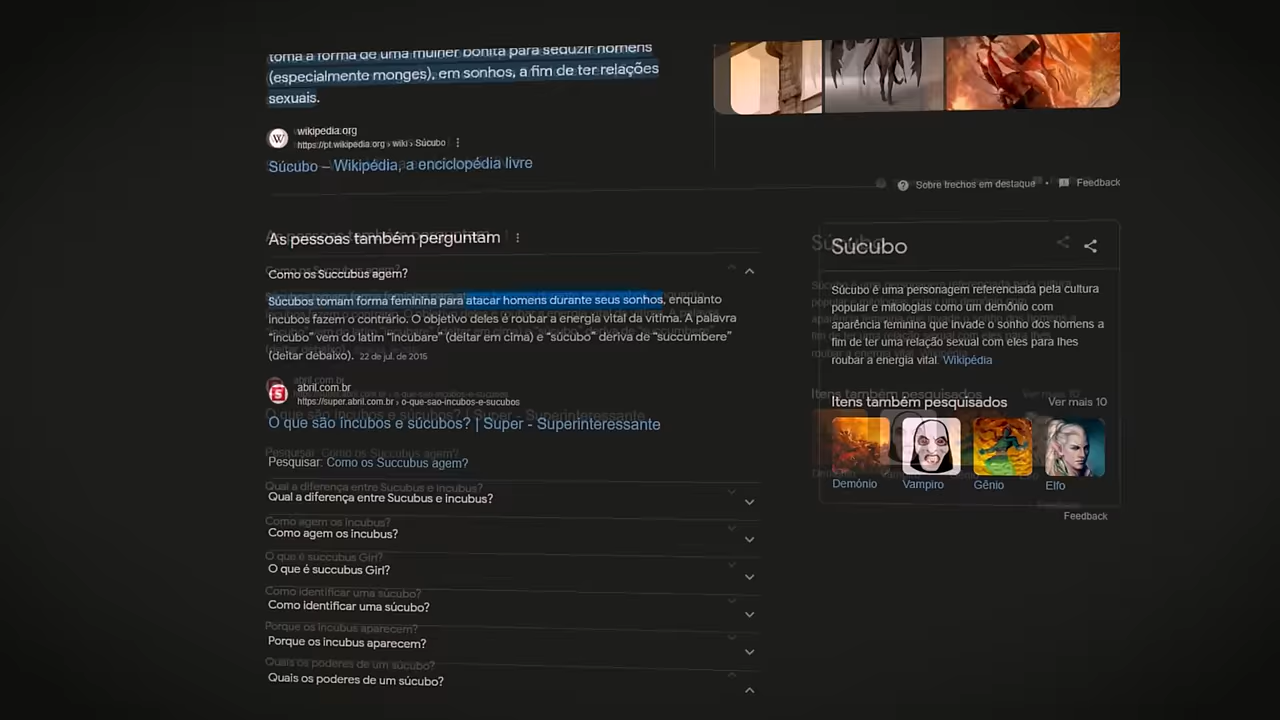 toma a forma de uma mulher bonita para seduzir homens
(especialmente monges), em sonhos, a fim de ter relações
sexuais.
wikipedia.org
https://pt.wikipedia.org › wiki › Súcubo
Súcubo – Wikipédia, a enciclopédia livre
Sobre trechos em destaque
Feedback
As pessoas também perguntam
Como os Succubus agem?
Súcubos tomam forma feminina para atacar homens durante seus sonhos, enquanto
incubos fazem o contrário. O objetivo deles é roubar a energia vital da vítima. A palavra
“íncubo” vem do latim “incubare” (deitar em cima) e “súcubo” deriva de “succumbere”
(deitar debaixo). 22 de jul. de 2015
abril.com.br
https://super.abril.com.br › o-que-sao-incubos-e-sucubos
O que são incubos e súcubos? | Super - Superinteressante
Pesquisar: Como os Succubus agem?
Qual a diferença entre Sucubus e incubus?
Como agem os incubus?
O que é succubus Girl?
Como identificar uma súcubo?
Porque os incubus aparecem?
Quais os poderes de um súcubo?
Súcubo
Súcubo é uma personagem referenciada pela cultura
popular e mitologias como um demônio com
aparência feminina que invade o sonho dos homens a
fim de ter uma relação sexual com eles para lhes
roubar a energia vital. Wikipédia
Itens também pesquisados
Ver mais 10
Demónio
Vampiro
Gênio
Elfo
Feedback